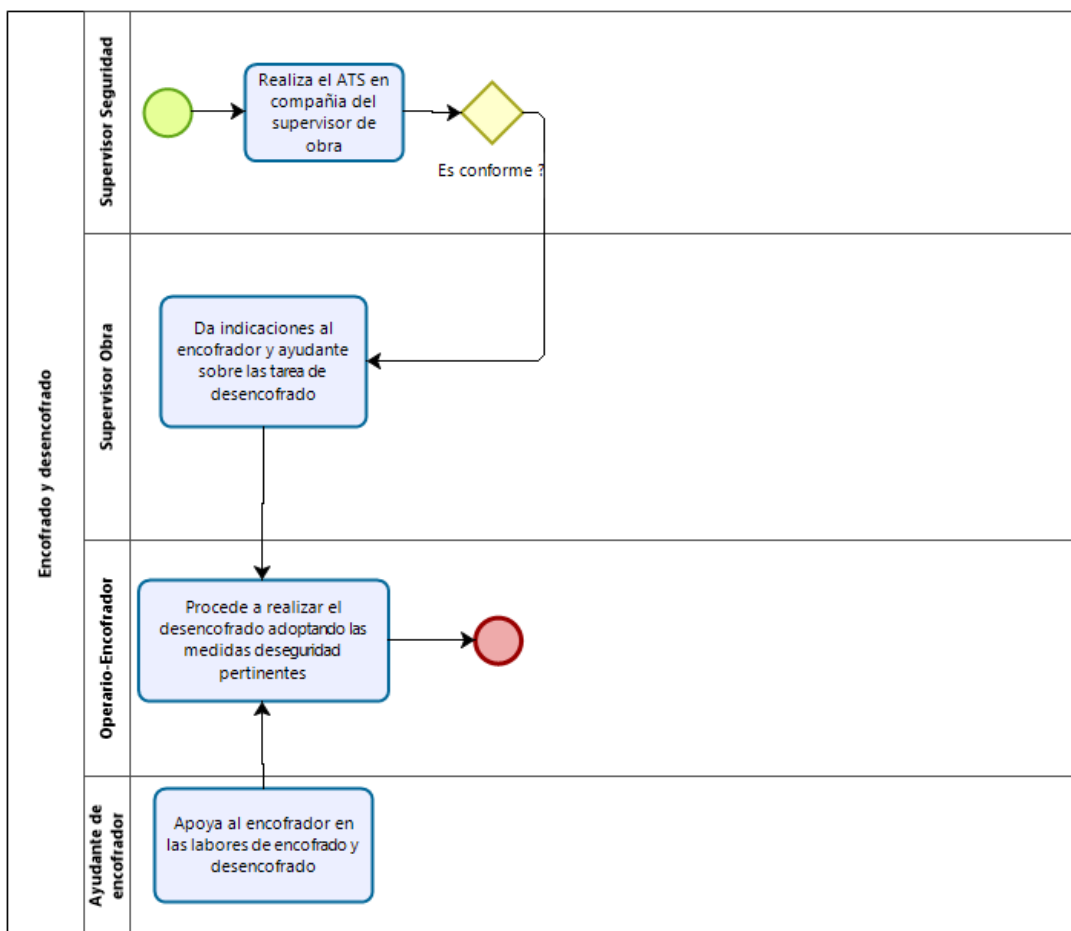 Encofrado y desencofrado
Supervisor Seguridad
Realiza el ATS en
compañia del
supervisor de
obra
Es conforme ?
Supervisor Obra
Da indicaciones al
encofrador y ayudante
sobre las tarea de
desencofrado
Operario-Encofrador
Procede a realizar el
desencofrado adoptando las
medidas deseguridad
pertinentes
Ayudante de
encofrador
Apoya al encofrador en
las labores de encofrado y
desencofrado